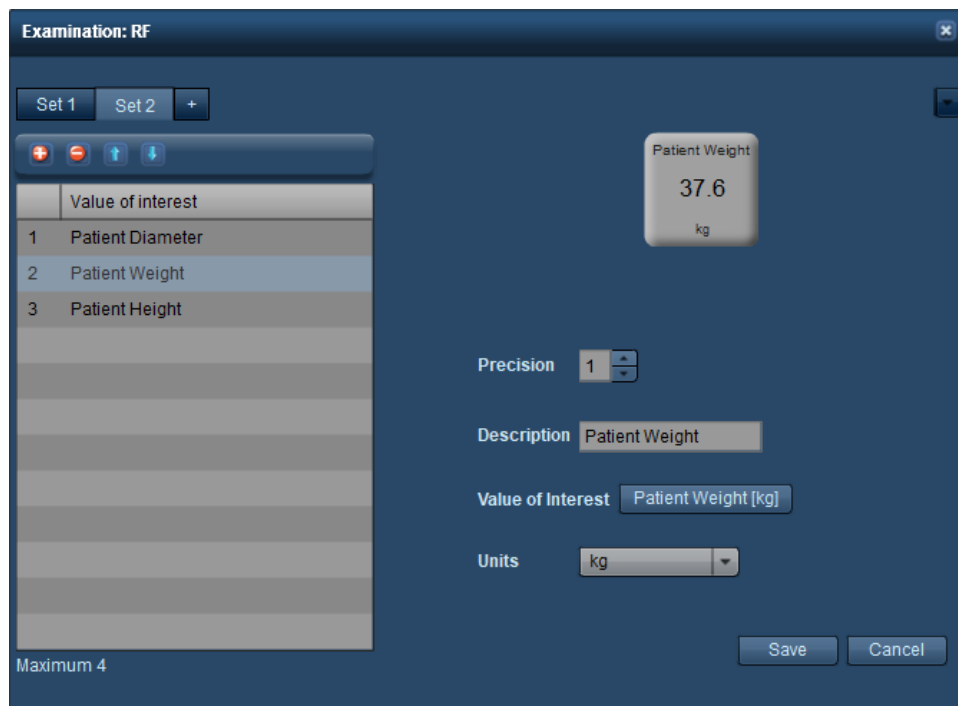 Examination: RF
Set 1 Set 2 +
Value of interest
1 Patient Diameter
2 Patient Weight
3 Patient Height
Maximum 4
Patient Weight
37.6
kg
Precision 1
Description Patient Weight
Value of Interest Patient Weight [kg]
Units kg
Save Cancel